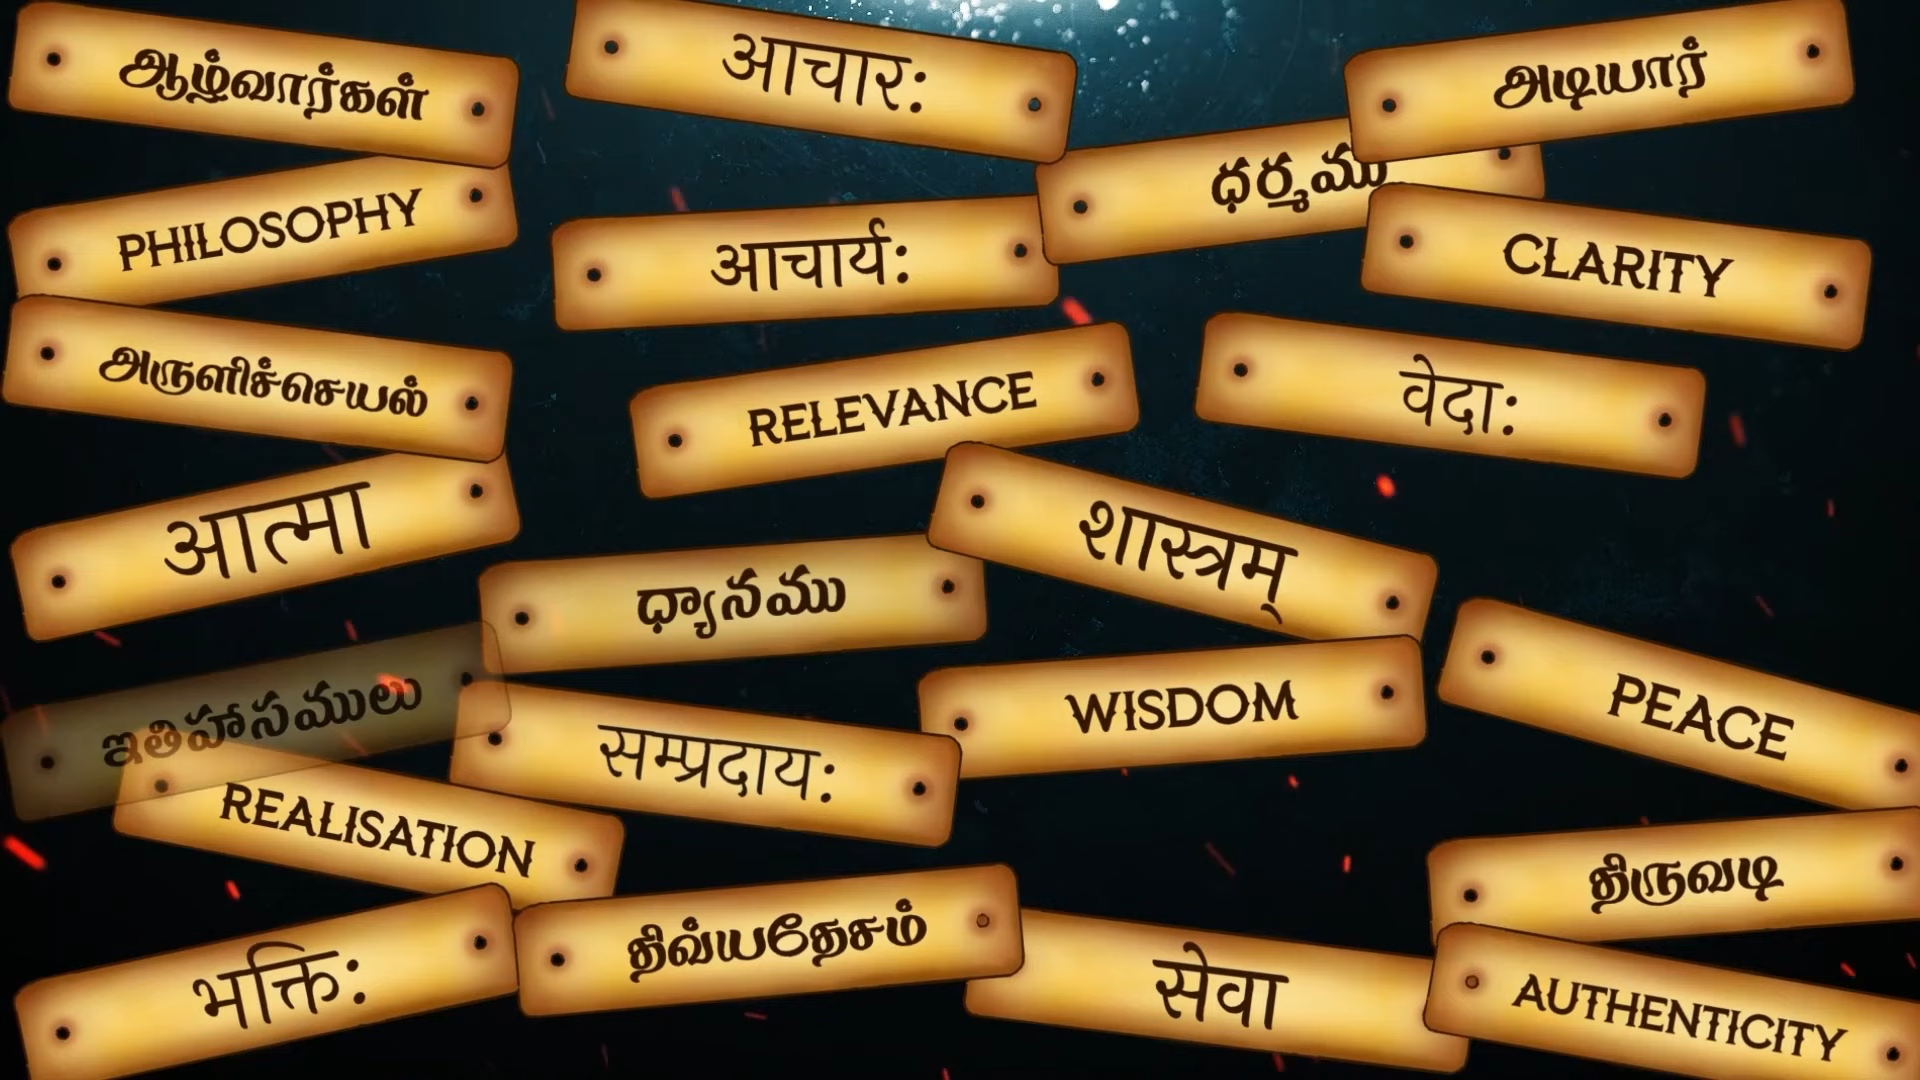 ஆழ்வார்கள்
आचार:
அடியார்
ధర్మము
PHILOSOPHY
आचार्य:
CLARITY
அருளிச்செயல்
RELEVANCE
वेदा:
आत्मा
शास्त्रम्
ధ్యానము
ఇతిహాసములు
WISDOM
PEACE
सम्प्रदाय:
REALISATION
திருவடி
திவ்யதேசம்
भक्ति:
सेवा
AUTHENTICITY